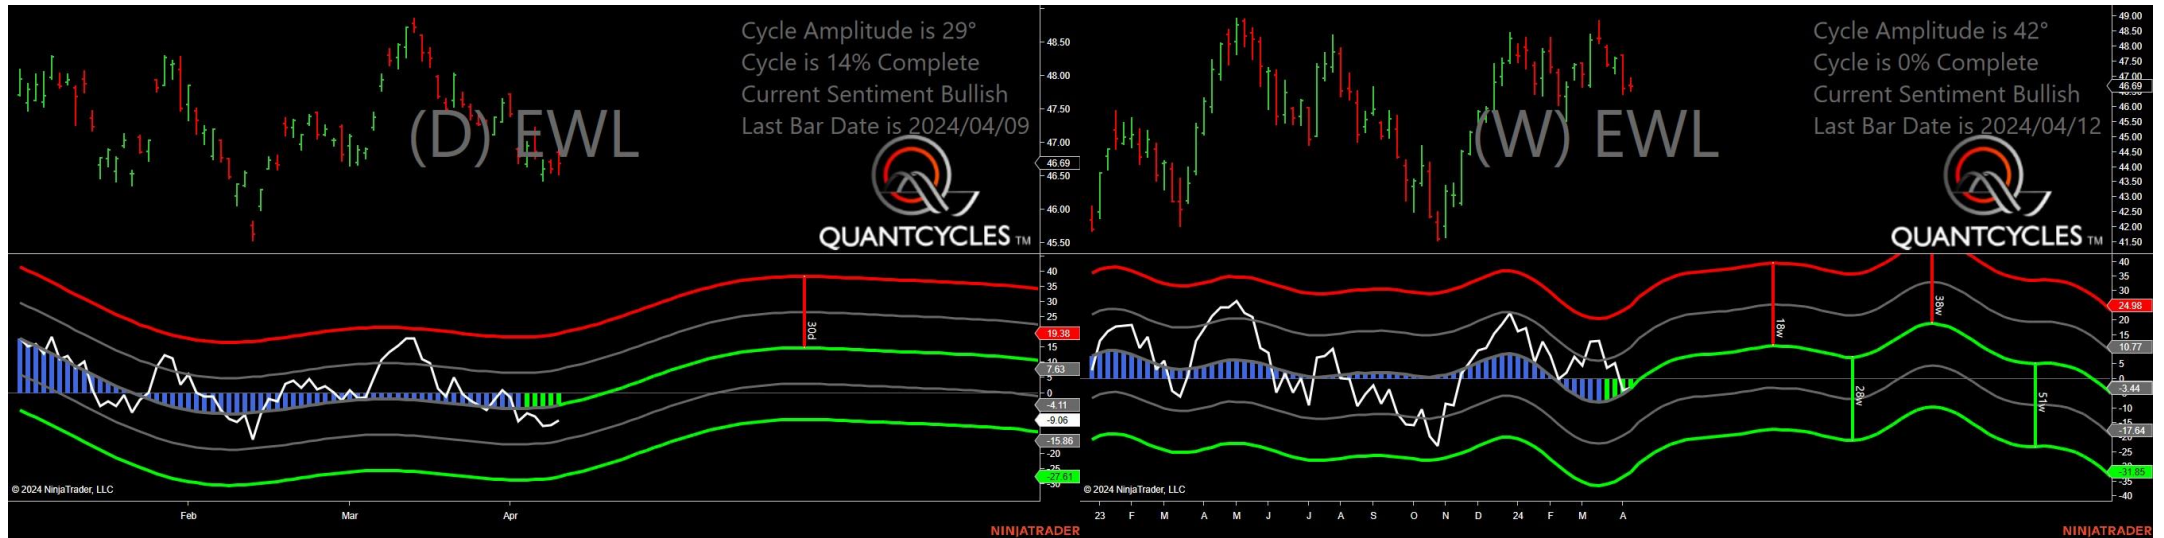 Cycle Amplitude is 29°
Cycle is 14% Complete
Current Sentiment Bullish
Last Bar Date is 2024/04/09
(D) EWL
QUANTCYCLES TM
48.50
48.00
47.50
47.00
46.69
46.50
46.00
45.50
40
35
30
25
19.38
15
10
7.63
5
0
-4.11
-9.06
-15.86
-20
-25
-27.61
-30
30d
© 2024 NinjaTrader, LLC
Feb
Mar
Apr
NINJATRADER
Cycle Amplitude is 42°
Cycle is 0% Complete
Current Sentiment Bullish
Last Bar Date is 2024/04/12
(W) EWL
QUANTCYCLES TM
49.00
48.50
48.00
47.50
47.00
46.69
46.00
45.50
45.00
44.50
44.00
43.50
43.00
42.50
42.00
41.50
40
35
30
24.98
20
15
10.77
5
0
-3.44
-10
-15
-17.64
-25
-31.85
-35
-40
18w
28w
38w
51w
© 2024 NinjaTrader, LLC
23 F M A M J J A S O N D 24 F M A
NINJATRADER